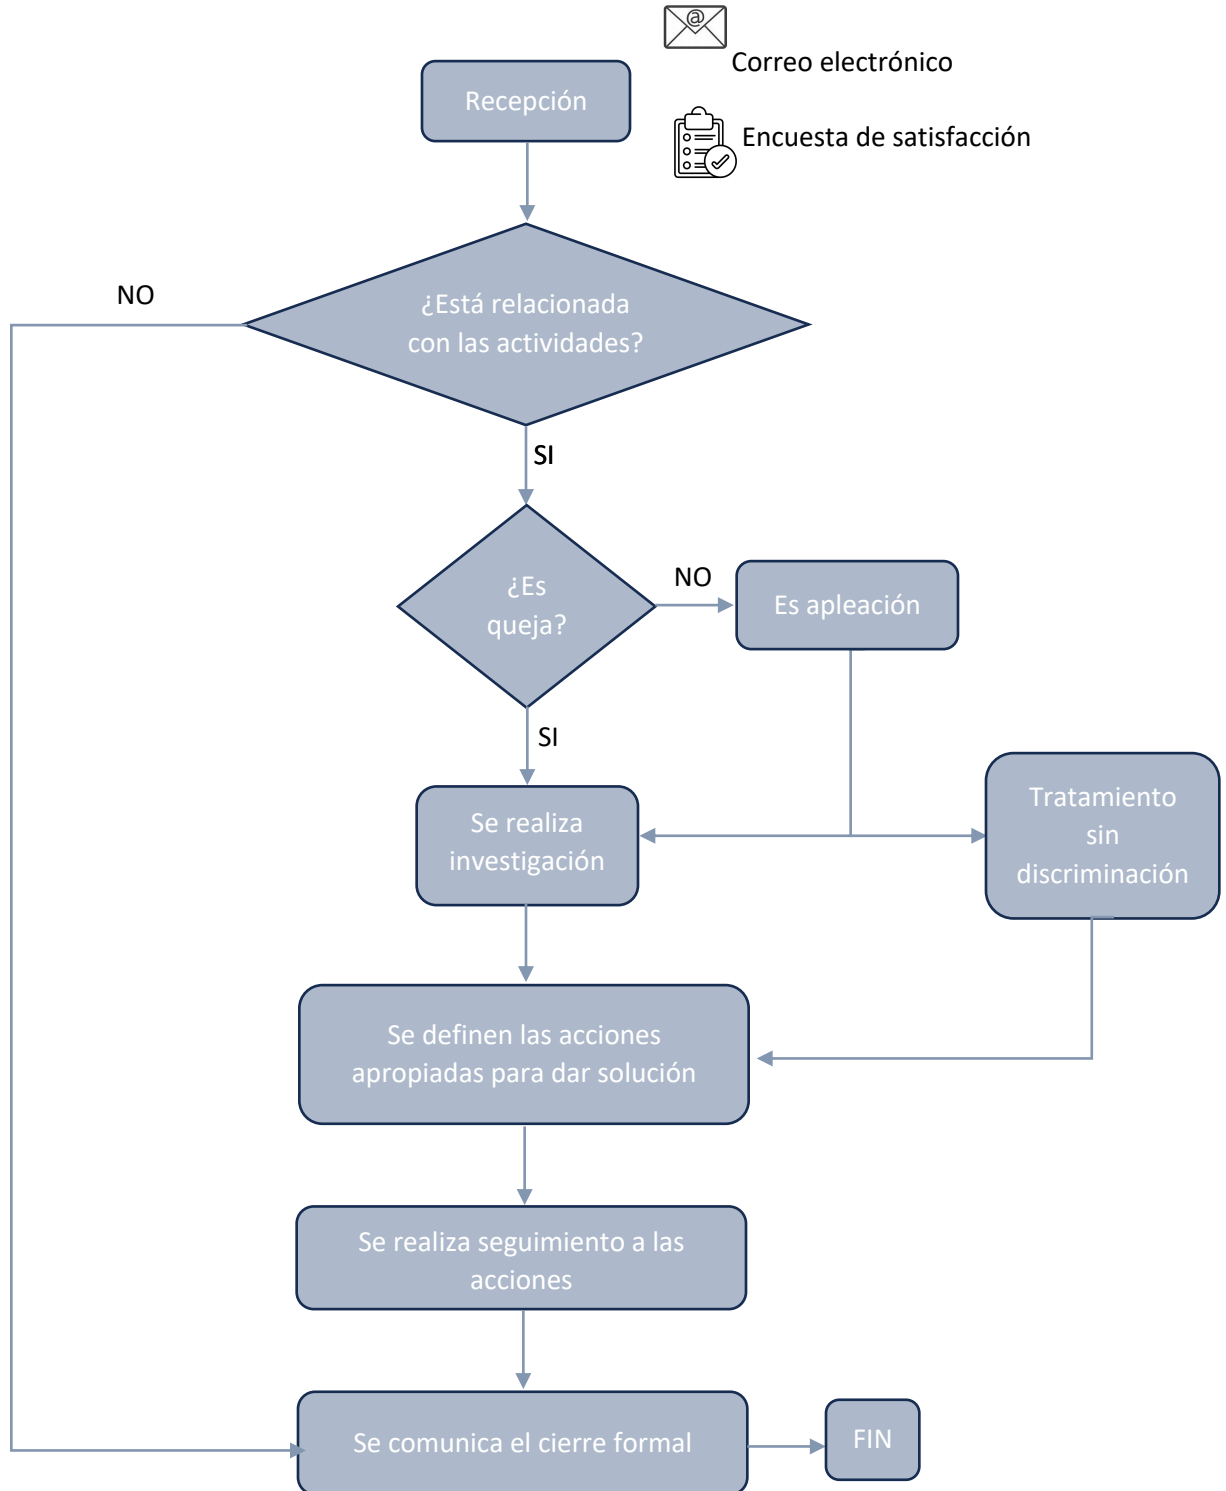 @
Correo electrónico
Recepción
Encuesta de satisfacción
NO
¿Está relacionada
con las actividades?
SI
¿Es
queja?
NO
Es apleación
SI
Se realiza
investigación
Tratamiento
sin
discriminación
Se definen las acciones
apropiadas para dar solución
Se realiza seguimiento a las
acciones
Se comunica el cierre formal
FIN